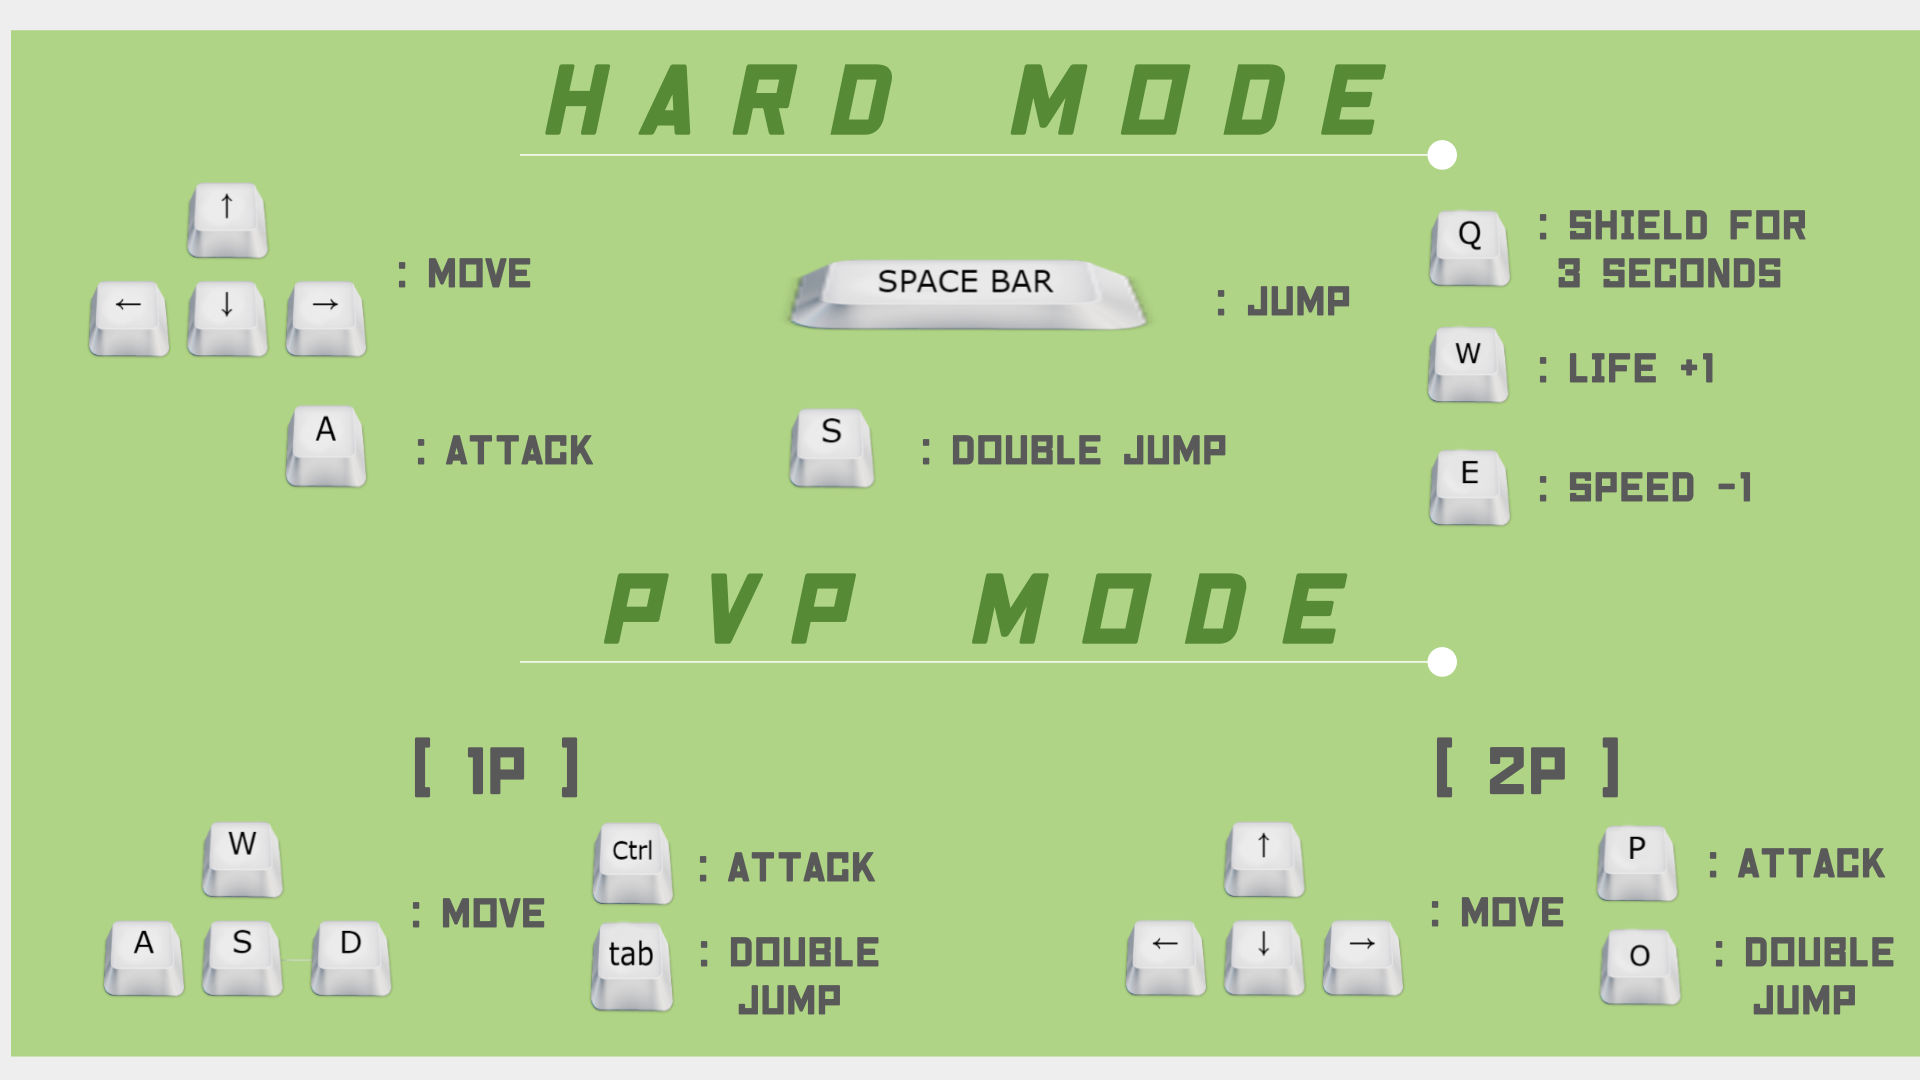 HARD MODE
↑
← ↓ →
: MOVE
SPACE BAR
: JUMP
A
: ATTACK
S
: DOUBLE JUMP
Q
: SHIELD FOR
3 SECONDS
W
: LIFE +1
E
: SPEED -1
PVP MODE
[ 1P ]
W
A S D
: MOVE
Ctrl
: ATTACK
tab
: DOUBLE
JUMP
[ 2P ]
↑
← ↓ →
: MOVE
P
: ATTACK
O
: DOUBLE
JUMP